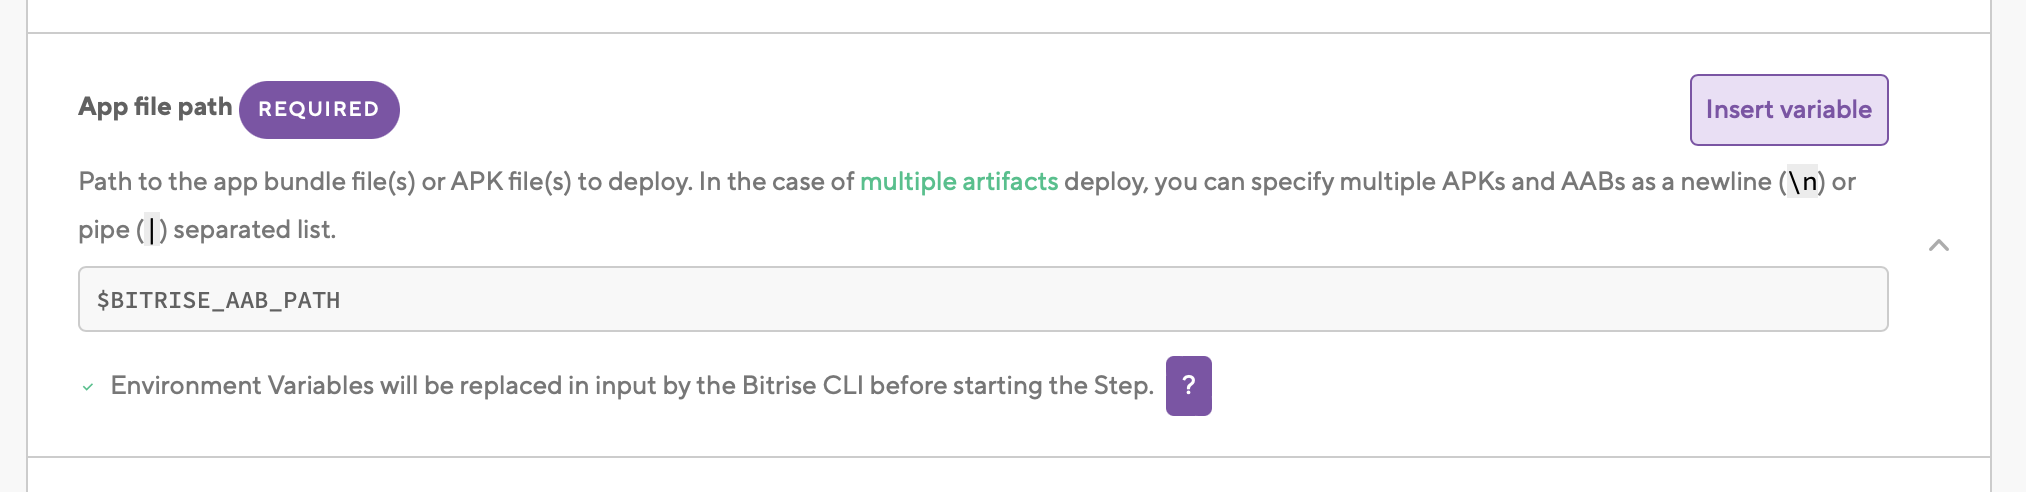 App file path REQUIRED Insert variable
Path to the app bundle file(s) or APK file(s) to deploy. In the case of multiple artifacts deploy, you can specify multiple APKs and AABs as a newline (\n) or
pipe (|) separated list.
$BITRISE_AAB_PATH
Environment Variables will be replaced in input by the Bitrise CLI before starting the Step. ?